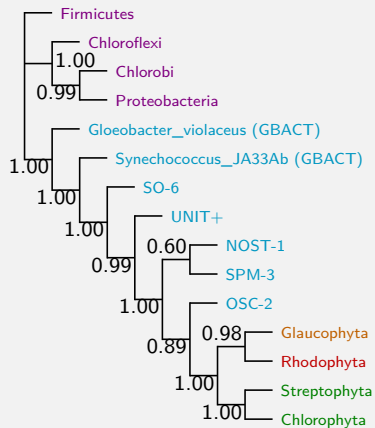 Firmicutes
Chloroflexi
1.00
Chlorobi
0.99
Proteobacteria
Gloeobacter_violaceus (GBACT)
1.00
Synechococcus_JA33Ab (GBACT)
1.00
SO-6
1.00
UNIT+
0.99
NOST-1
0.60
SPM-3
1.00
OSC-2
0.98
Glaucophyta
0.89
Rhodophyta
1.00
Streptophyta
1.00
Chlorophyta